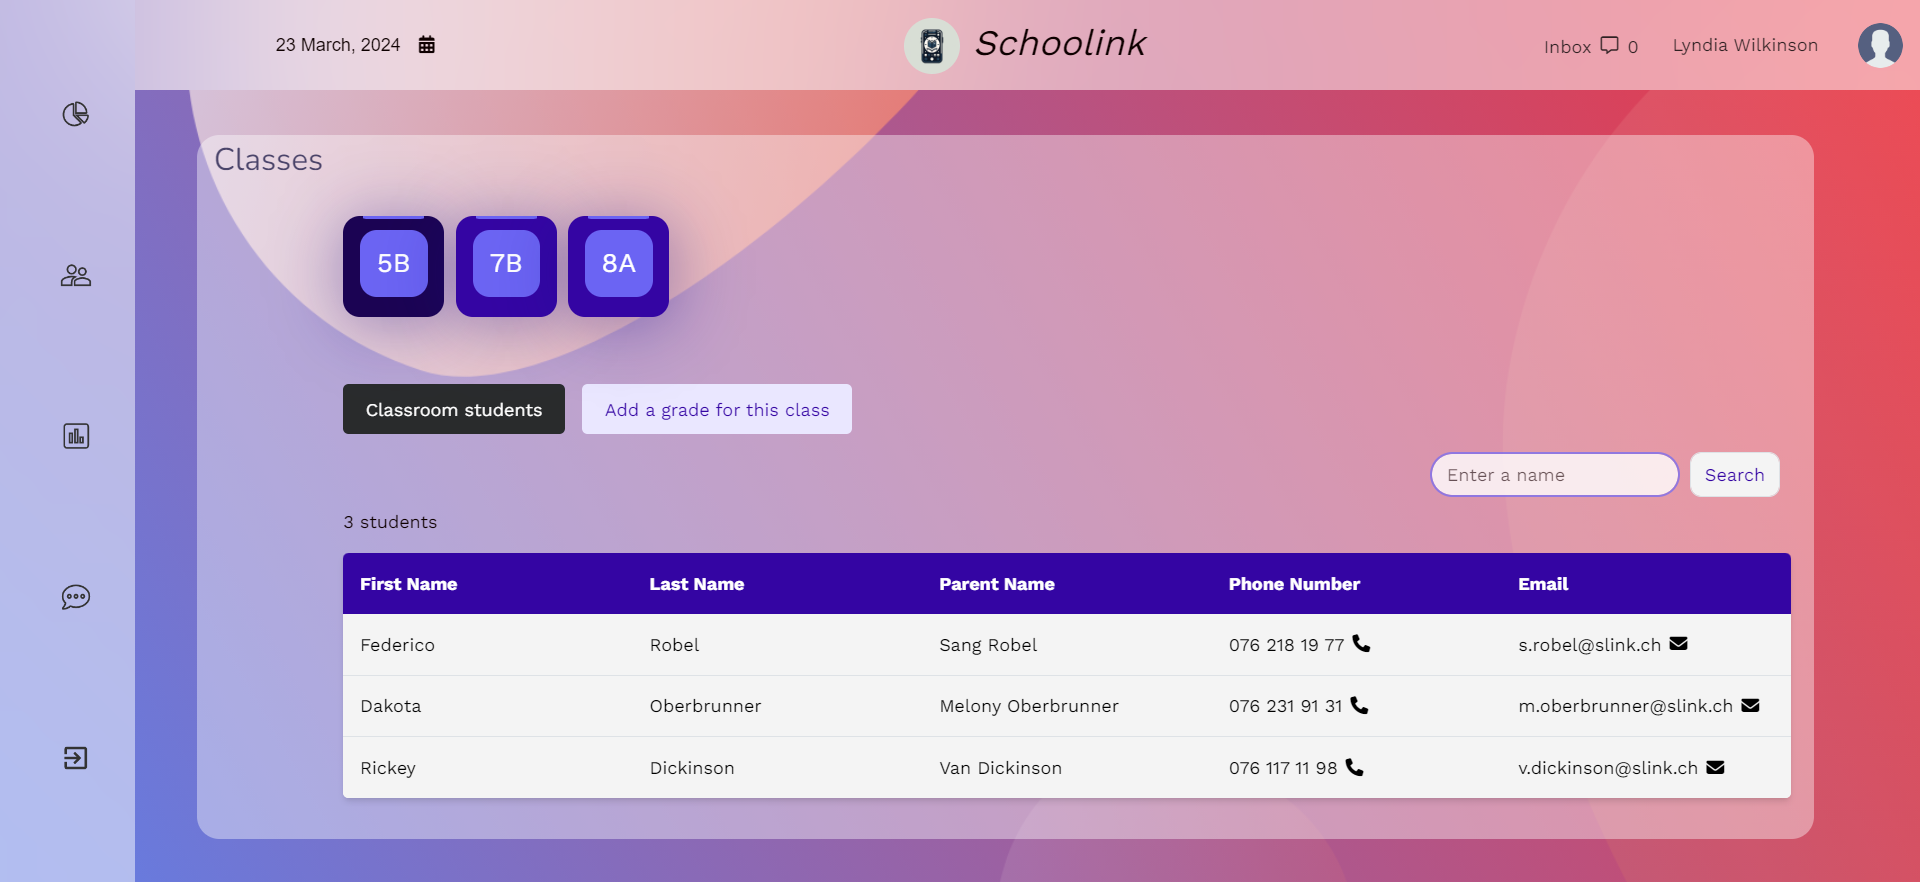 23 March, 2024
Schoolink
Inbox 0
Lyndia Wilkinson
Classes
5B 7B 8A
Classroom students
Add a grade for this class
Enter a name
Search
3 students
First Name Last Name Parent Name Phone Number Email
Federico Robel Sang Robel 076 218 19 77 s.robel@slink.ch
Dakota Oberbrunner Melony Oberbrunner 076 231 91 31 m.oberbrunner@slink.ch
Rickey Dickinson Van Dickinson 076 117 11 98 v.dickinson@slink.ch